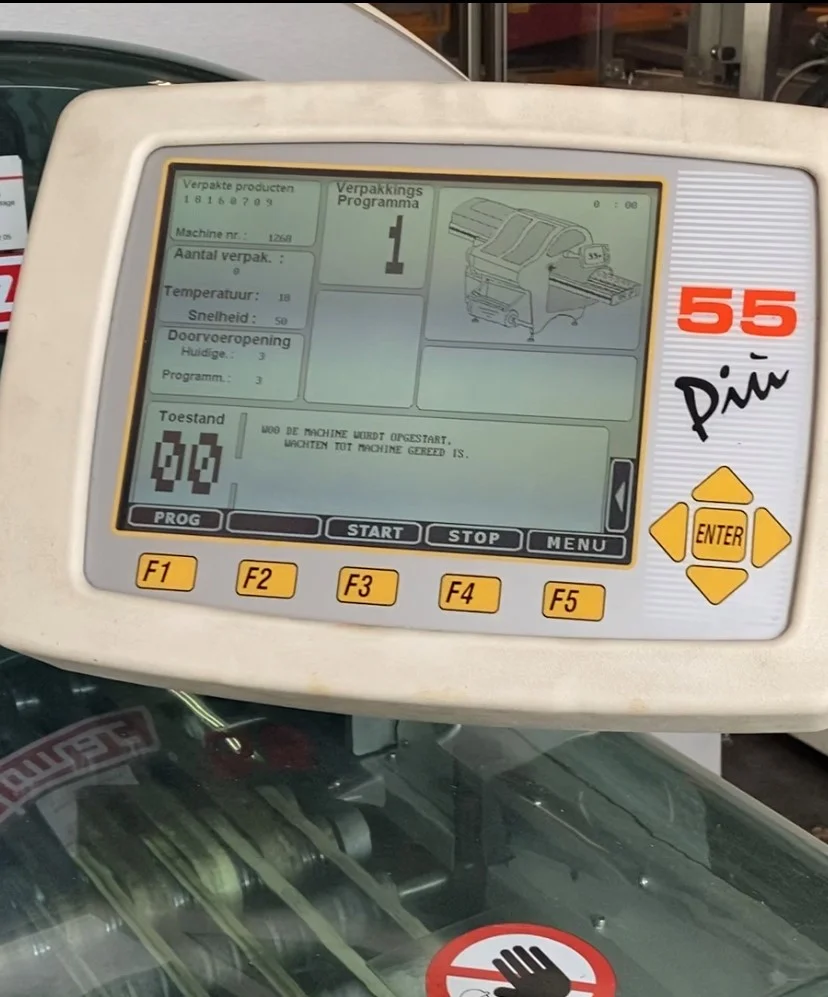 Verpakte producten
18160709
Machine nr.: 1260
Aantal verpak. :
0
Temperatuur: 18
Snelheid : 50
Doorvoeropening
Huidige.: 3
Programm.: 3
Verpakkings
Programma
1
0 : 00
55
Più
Toestand
00
W00 DE MACHINE WORDT OPGESTART,
WACHTEN TOT MACHINE GEREED IS.
PROG
START
STOP
MENU
ENTER
F1
F2
F3
F4
F5